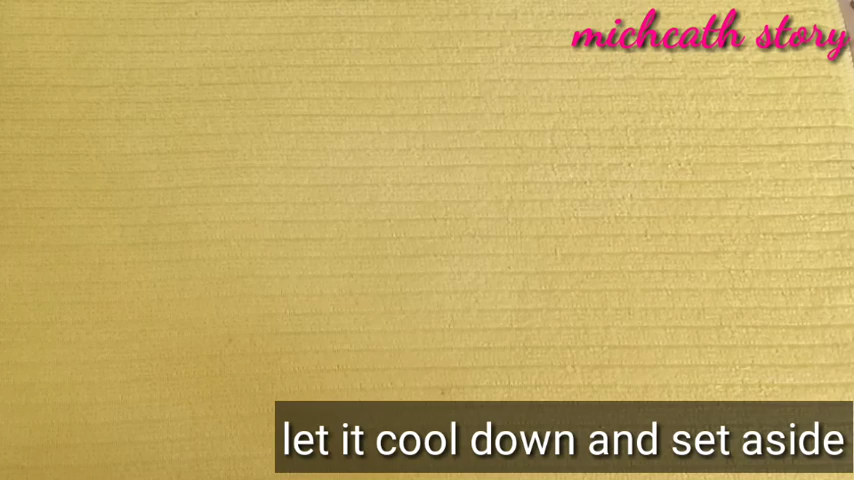 michcath story
let it cool down and set aside